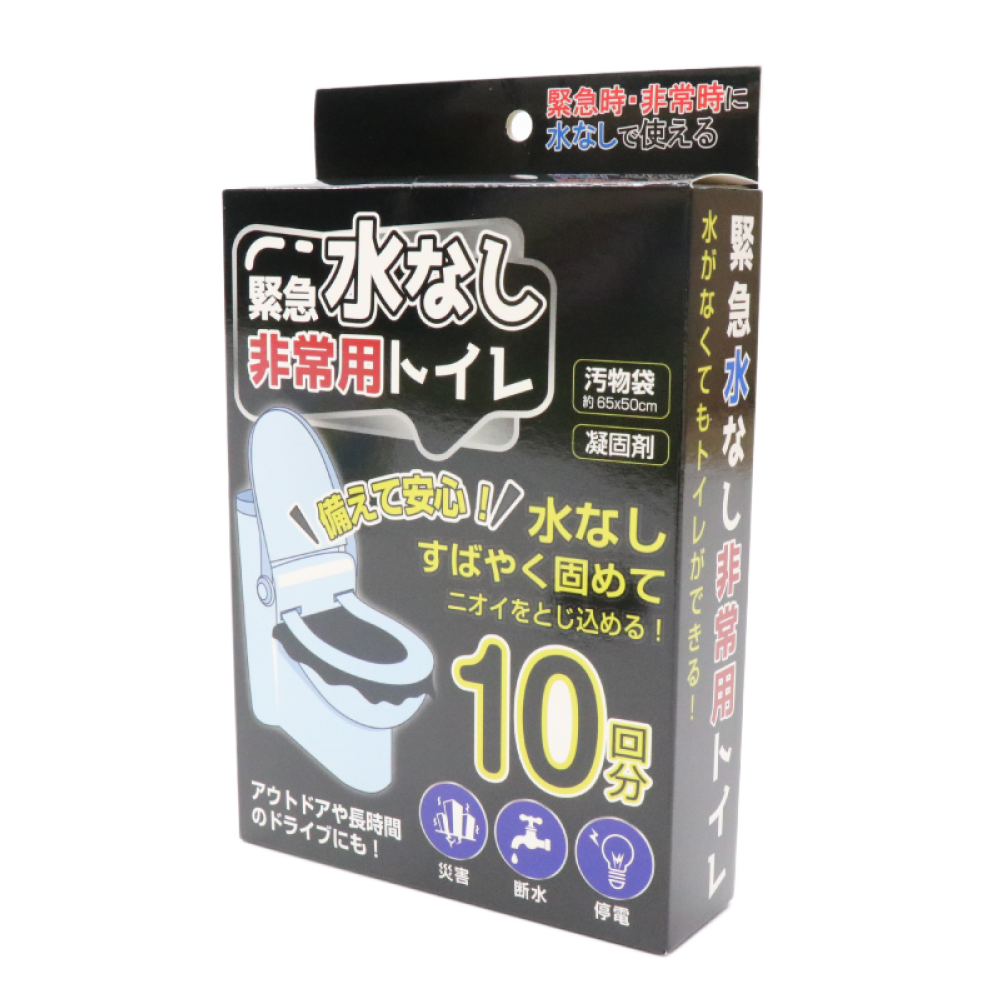 緊急時・非常時に
水なしで使える
緊急 水なし
非常用トイレ
汚物袋
約65x50cm
凝固剤
備えて安心！
水なし
すばやく固めて
ニオイをとじ込める！
10回分
アウトドアや長時間
のドライブにも！
災害
断水
停電
緊急水なし非常用トイレ
水がなくてもトイレができる！